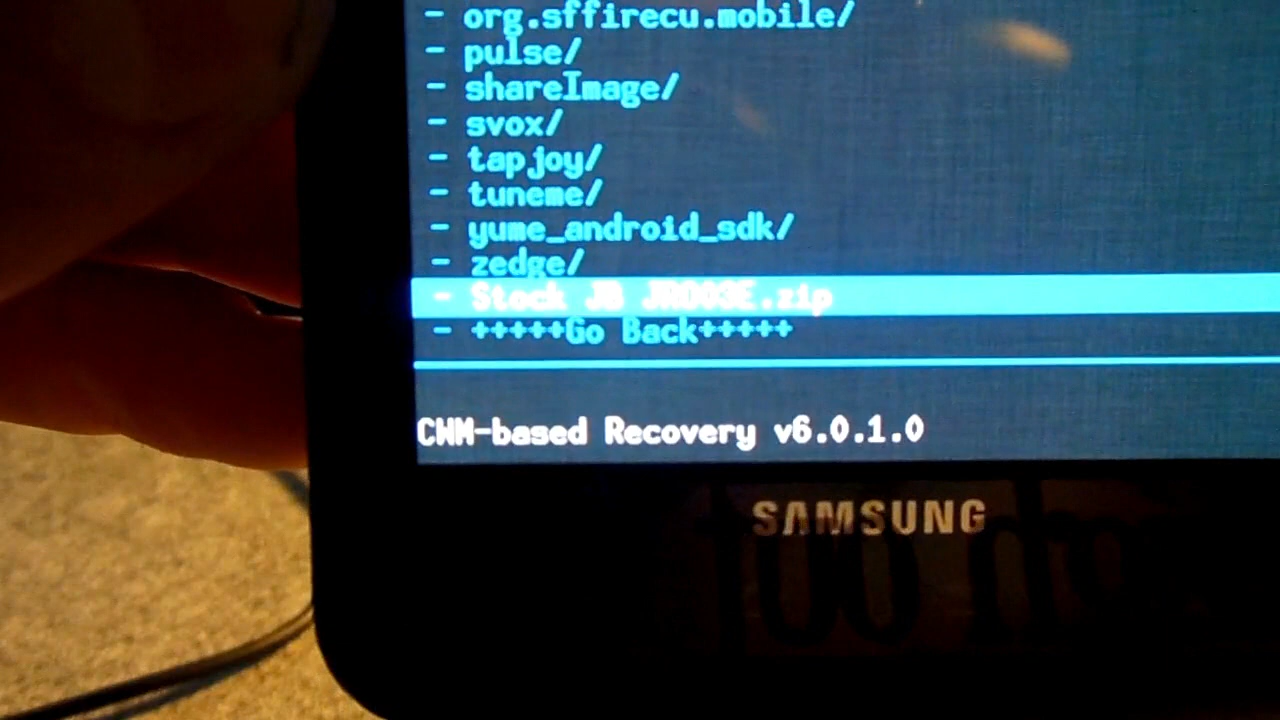 - org.sffirecu.mobile/
- pulse/
- shareImage/
- svox/
- tapjoy/
- tuneme/
- yume_android_sdk/
- zedge/
- Stock JB JRO03E.zip
- +++++Go Back+++++
CWM-based Recovery v6.0.1.0
SAMSUNG